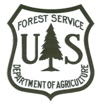 FOREST SERVICE
U S
DEPARTMENT OF AGRICULTURE